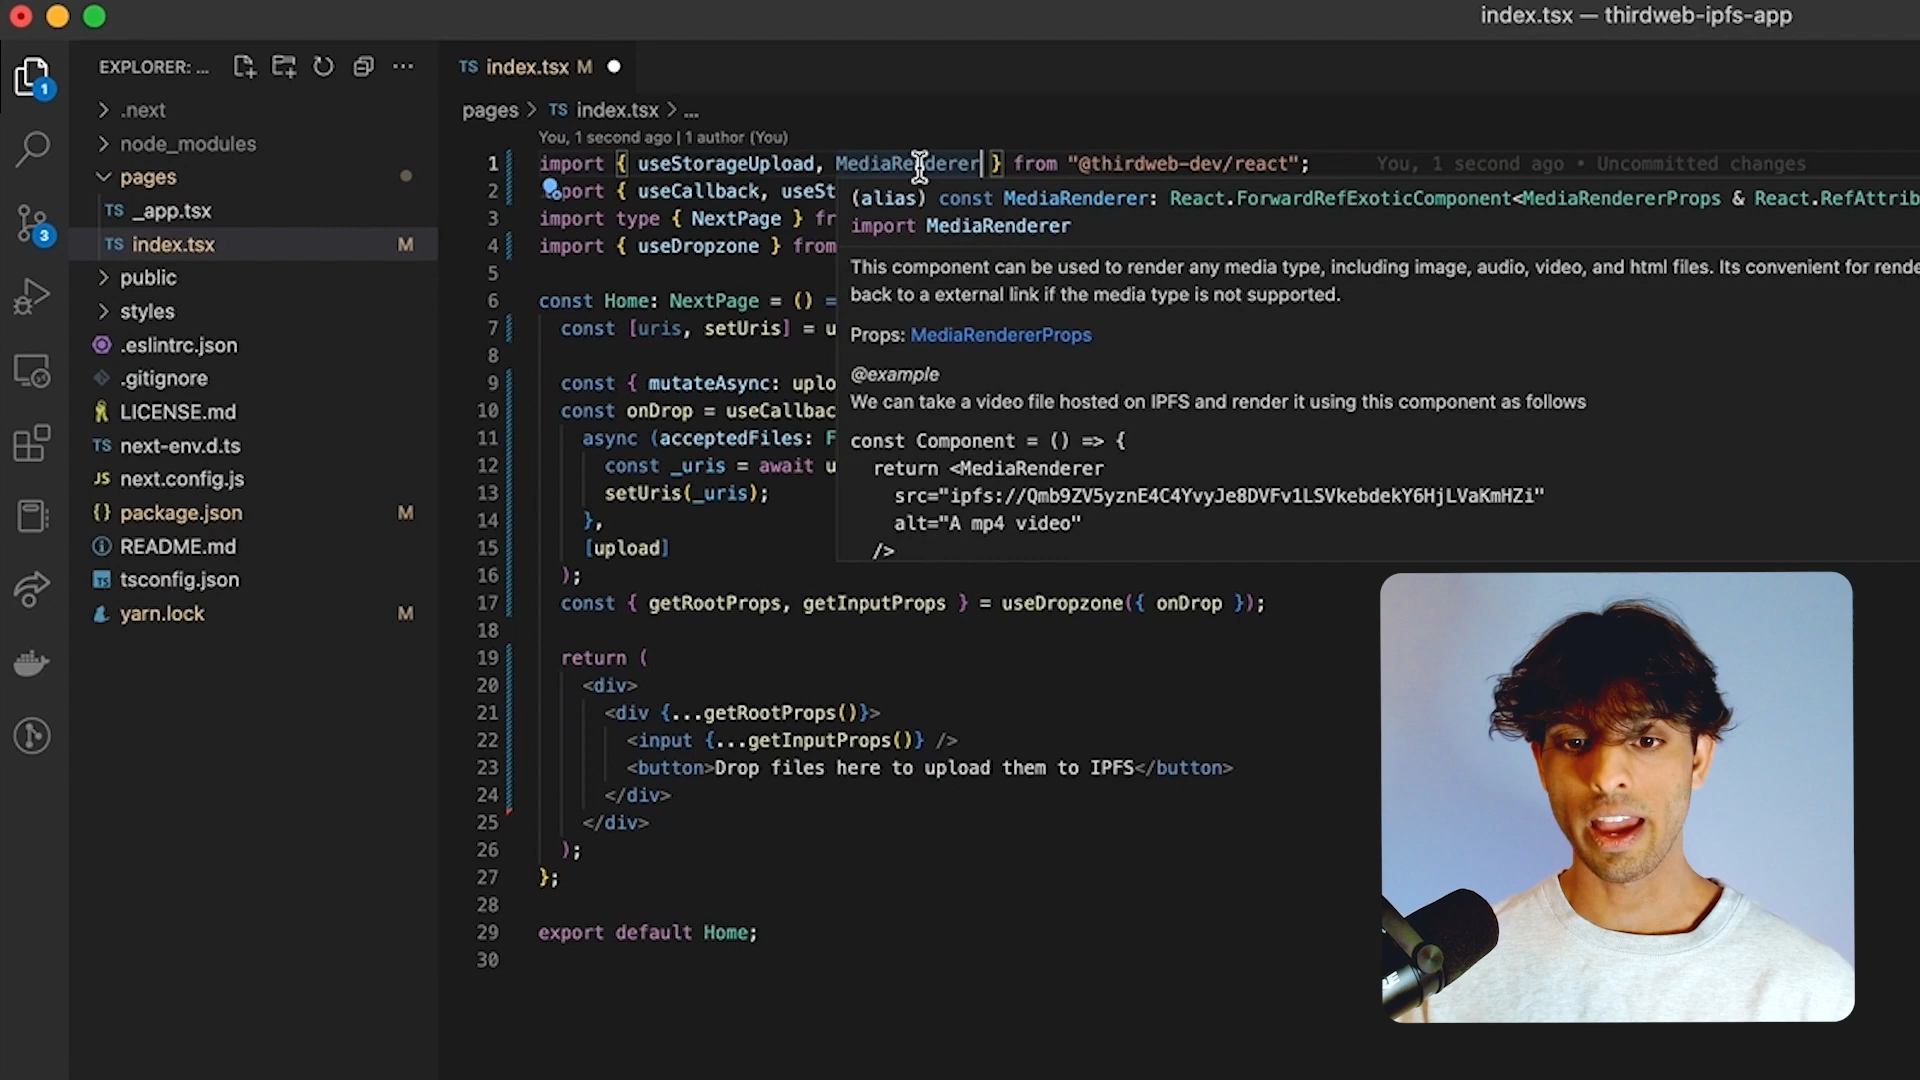 index.tsx — thirdweb-ipfs-app
EXPLORER: ...
TS index.tsx M
1
.next
node_modules
pages
TS _app.tsx
TS index.tsx M
public
styles
.eslintrc.json
.gitignore
LICENSE.md
TS next-env.d.ts
JS next.config.js
{} package.json M
README.md
TS tsconfig.json
yarn.lock M
3
pages > TS index.tsx > ...
You, 1 second ago | 1 author (You)
1 import { useStorageUpload, MediaRenderer } from "@thirdweb-dev/react"; You, 1 second ago • Uncommitted changes
2 port { useCallback, useSt
3 import type { NextPage } fr
4 import { useDropzone } from
5
6 const Home: NextPage = () =
7 const [uris, setUris] = u
8
9 const { mutateAsync: uplo
10 const onDrop = useCallbac
11 async (acceptedFiles: F
12 const _uris = await u
13 setUris(_uris);
14 },
15 [upload]
16 );
17 const { getRootProps, getInputProps } = useDropzone({ onDrop });
18
19 return (
20 <div>
21 <div {...getRootProps()}>
22 <input {...getInputProps()} />
23 <button>Drop files here to upload them to IPFS</button>
24 </div>
25 </div>
26 );
27 };
28
29 export default Home;
30
(alias) const MediaRenderer: React.ForwardRefExoticComponent<MediaRendererProps & React.RefAttrib
import MediaRenderer
This component can be used to render any media type, including image, audio, video, and html files. Its convenient for rende
back to a external link if the media type is not supported.
Props: MediaRendererProps
@example
We can take a video file hosted on IPFS and render it using this component as follows
const Component = () => {
return <MediaRenderer
src="ipfs://Qmb9ZV5yznE4C4YvyJe8DVFv1LSVkebdekY6HjLVaKmHZi"
alt="A mp4 video"
/>